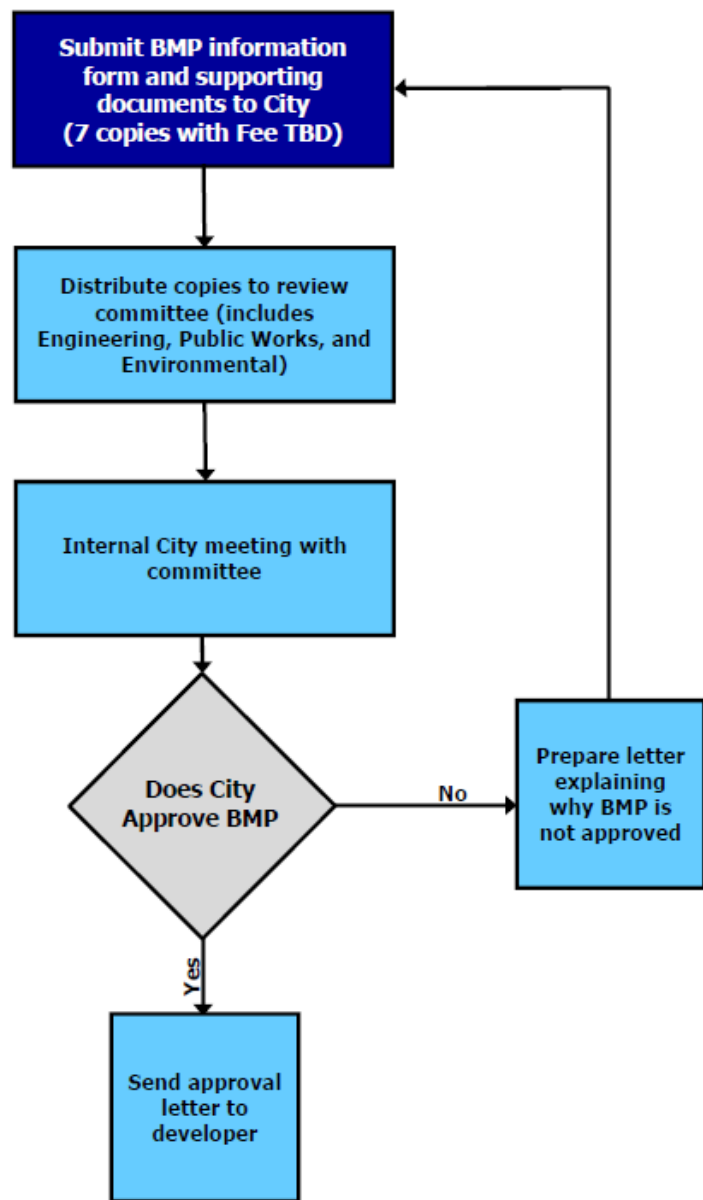 Submit BMP information
form and supporting
documents to City
(7 copies with Fee TBD)
Distribute copies to review
committee (includes
Engineering, Public Works, and
Environmental)
Internal City meeting with
committee
Does City
Approve BMP
No
Prepare letter
explaining
why BMP is
not approved
Yes
Send approval
letter to
developer